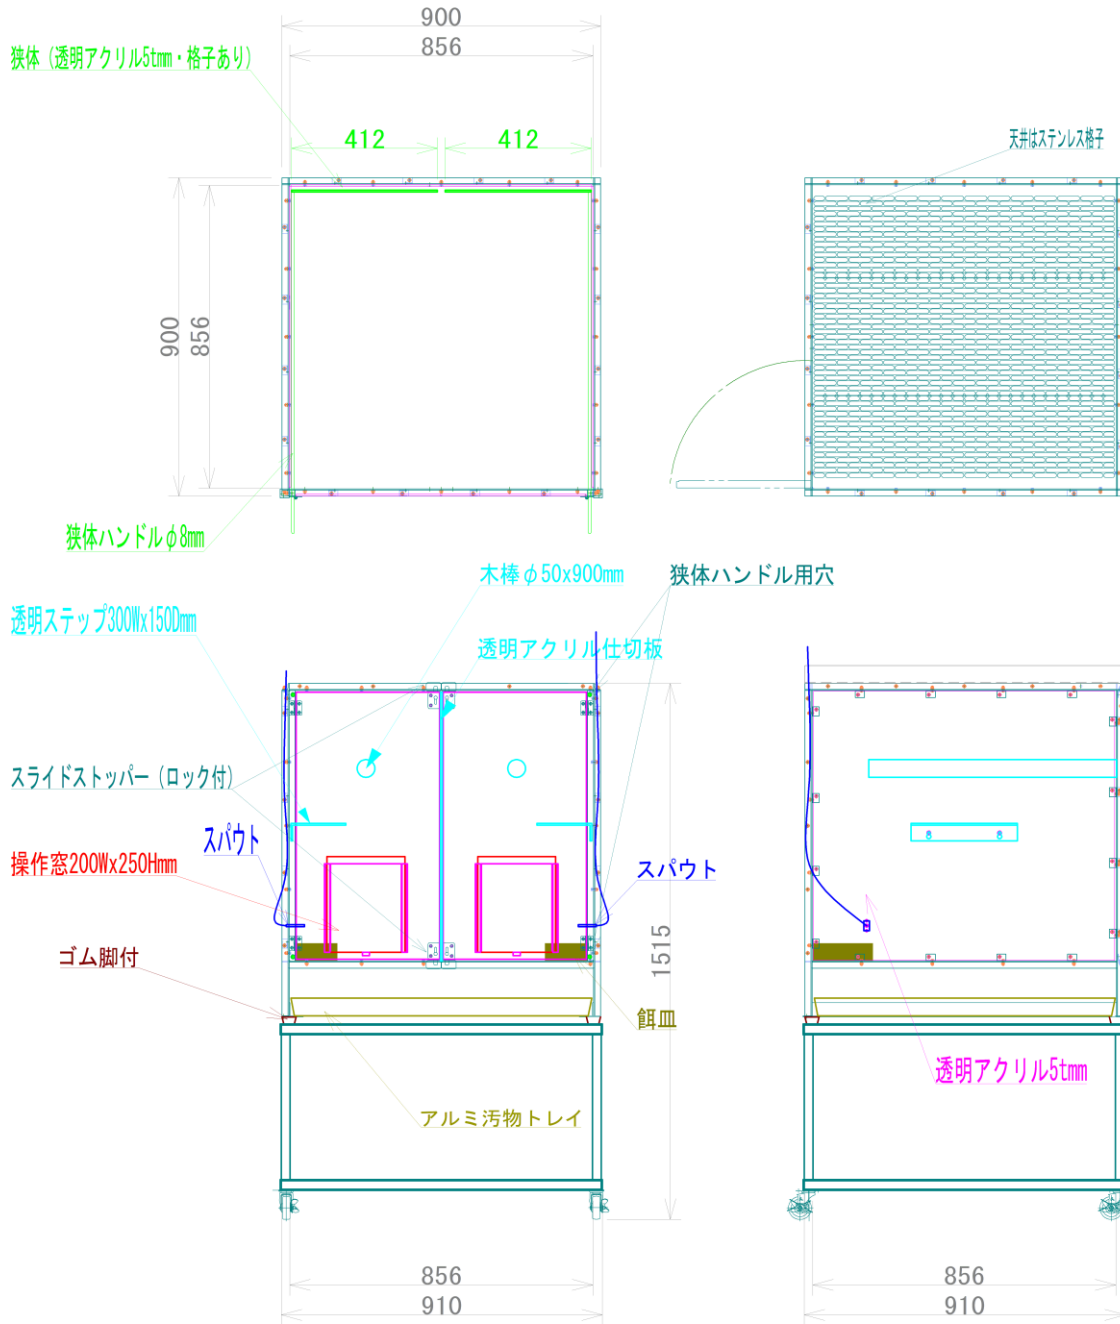 900
856
狭体（透明アクリル5tmm・格子あり）
412
412
天井はステンレス格子
900
856
狭体ハンドルφ8mm
木棒φ50x900mm
狭体ハンドル用穴
透明ステップ300Wx150Dmm
透明アクリル仕切板
スライドストッパー（ロック付）
スパウト
操作窓200Wx250Hmm
スパウト
ゴム脚付
1515
餌皿
透明アクリル5tmm
アルミ汚物トレイ
856
856
910
910